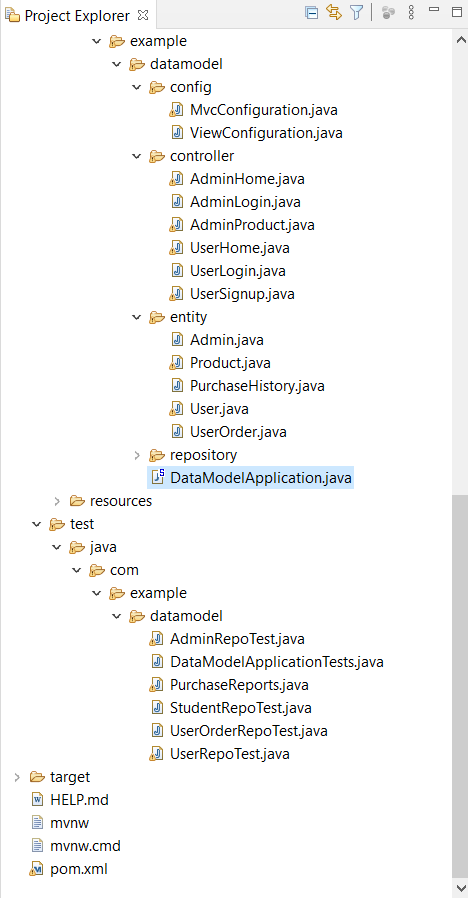 Project Explorer
example
datamodel
config
MvcConfiguration.java
ViewConfiguration.java
controller
AdminHome.java
AdminLogin.java
AdminProduct.java
UserHome.java
UserLogin.java
UserSignup.java
entity
Admin.java
Product.java
PurchaseHistory.java
User.java
UserOrder.java
repository
DataModelApplication.java
resources
test
java
com
example
datamodel
AdminRepoTest.java
DataModelApplicationTests.java
PurchaseReports.java
StudentRepoTest.java
UserOrderRepoTest.java
UserRepoTest.java
target
HELP.md
mvnw
mvnw.cmd
pom.xml